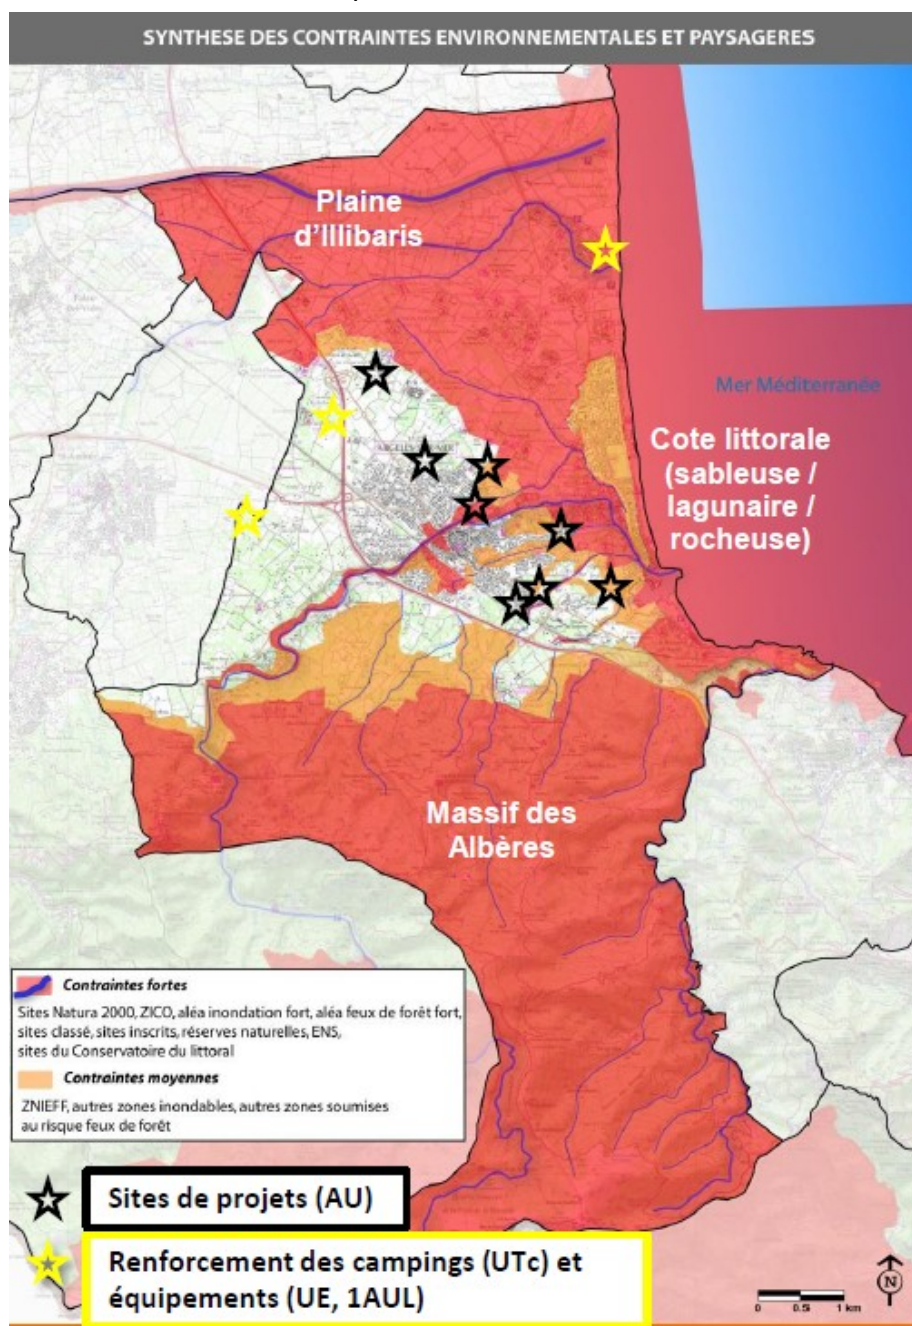 SYNTHESE DES CONTRAINTES ENVIRONNEMENTALES ET PAYSAGERES
Plaine
d'Illibaris
Mer Méditerranée
Cote littorale
(sableuse /
lagunaire /
rocheuse)
Massif des
Albères
Contraintes fortes
Sites Natura 2000, ZICO, aléa inondation fort, aléa feux de forêt fort,
sites classé, sites inscrits, réserves naturelles, ENS,
sites du Conservatoire du littoral
Contraintes moyennes
ZNIEFF, autres zones inondables, autres zones soumises
au risque feux de forêt
Sites de projets (AU)
Renforcement des campings (UTc) et
équipements (UE, 1AUL)
N
0 0.5 1 km